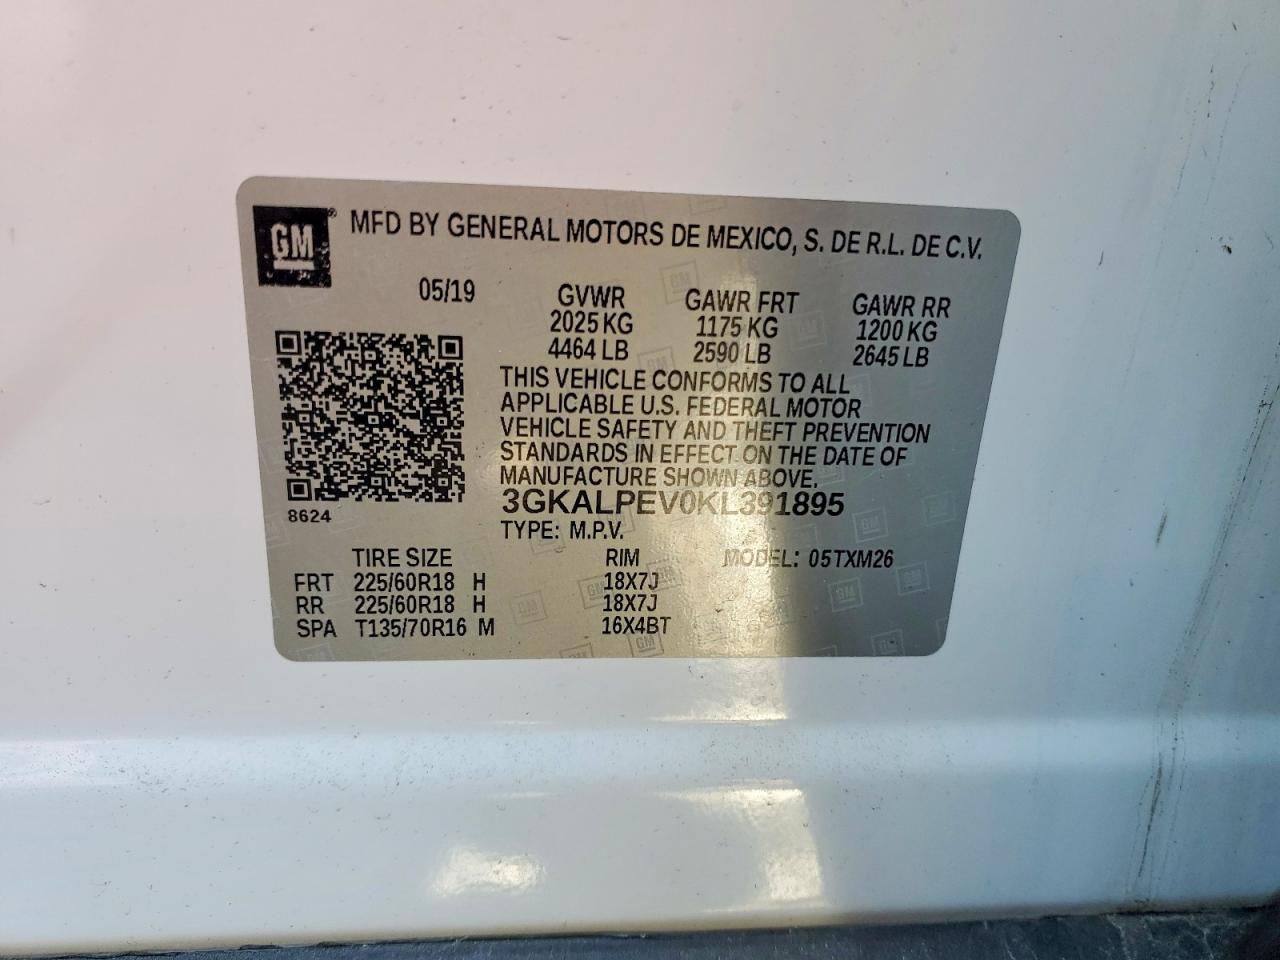 GM
MFD BY GENERAL MOTORS DE MEXICO, S. DE R.L. DE C.V.
05/19 GVWR GAWR FRT GAWR RR
2025 KG 1175 KG 1200 KG
4464 LB 2590 LB 2645 LB
THIS VEHICLE CONFORMS TO ALL
APPLICABLE U.S. FEDERAL MOTOR
VEHICLE SAFETY AND THEFT PREVENTION
STANDARDS IN EFFECT ON THE DATE OF
MANUFACTURE SHOWN ABOVE.
3GKALPEV0KL391895
8624
TYPE: M.P.V.
TIRE SIZE RIM MODEL: 05TXM26
FRT 225/60R18 H 18X7J
RR 225/60R18 H 18X7J
SPA T135/70R16 M 16X4BT